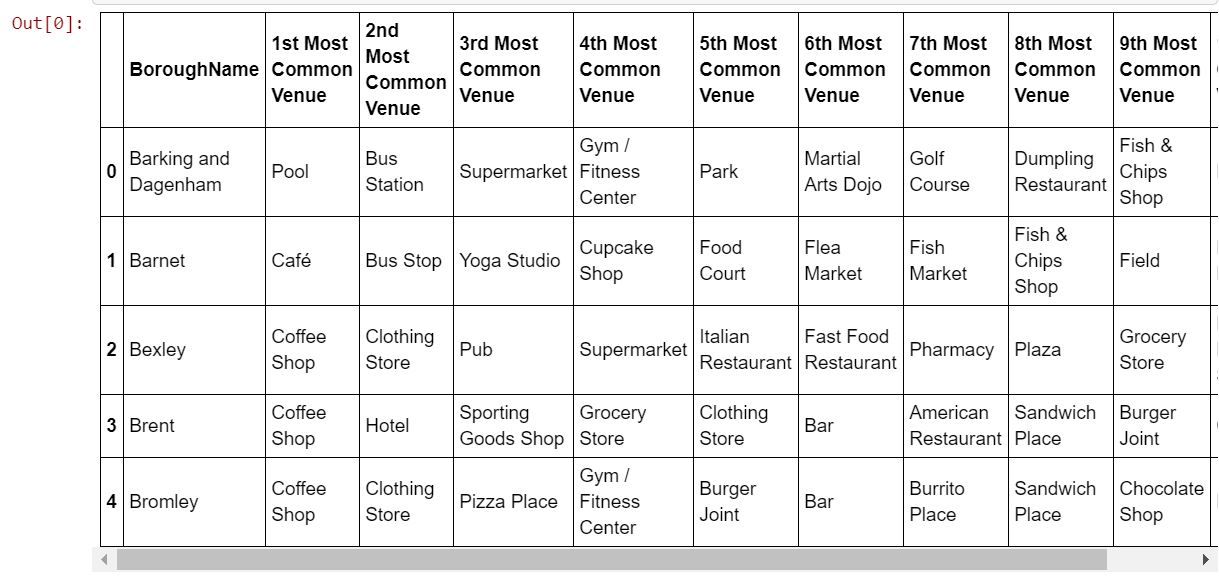 Out[0]:
BoroughName 1st Most Common Venue 2nd Most Common Venue 3rd Most Common Venue 4th Most Common Venue 5th Most Common Venue 6th Most Common Venue 7th Most Common Venue 8th Most Common Venue 9th Most Common Venue
0 Barking and Dagenham Pool Bus Station Supermarket Gym / Fitness Center Park Martial Arts Dojo Golf Course Dumpling Restaurant Fish & Chips Shop
1 Barnet Café Bus Stop Yoga Studio Cupcake Shop Food Court Flea Market Fish Market Fish & Chips Shop Field
2 Bexley Coffee Shop Clothing Store Pub Supermarket Italian Restaurant Fast Food Restaurant Pharmacy Plaza Grocery Store
3 Brent Coffee Shop Hotel Sporting Goods Shop Grocery Store Clothing Store Bar American Restaurant Sandwich Place Burger Joint
4 Bromley Coffee Shop Clothing Store Pizza Place Gym / Fitness Center Burger Joint Bar Burrito Place Sandwich Place Chocolate Shop